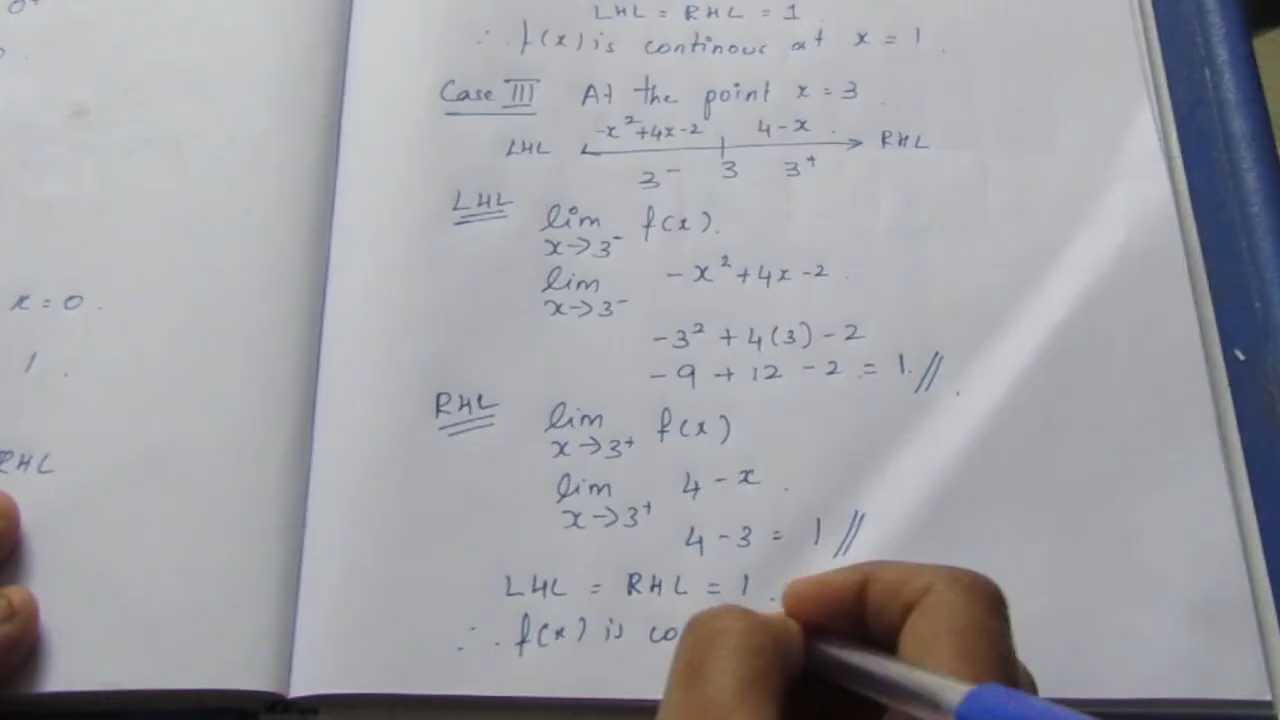 x = 0 .
1 .
RHL
LHL = RHL = 1
∴ f(x) is continous at x = 1
Case III At the point x = 3
-x²+4x-2 4-x
LHL RHL
3⁻ 3 3⁺
LHL lim f(x).
x→3⁻
lim -x²+4x-2
x→3⁻
-3² + 4(3) - 2
-9 + 12 - 2 = 1 //
RHL lim f(x)
x→3⁺
lim 4-x
x→3⁺
4-3 = 1 //
LHL = RHL = 1
∴ f(x) is co